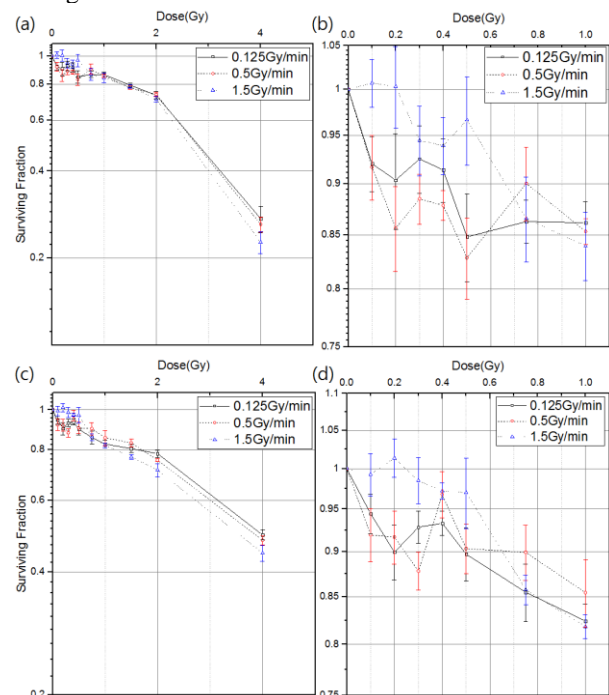 (a)
Dose(Gy)
0 2 4
1
0.8
0.6
0.4
0.2
Surviving Fraction
0.125Gy/min
0.5Gy/min
1.5Gy/min
(b)
Dose(Gy)
0.0 0.2 0.4 0.6 0.8 1.0
1.05
1
0.95
0.9
0.85
0.8
0.75
0.125Gy/min
0.5Gy/min
1.5Gy/min
(c)
Dose(Gy)
0 2 4
1
0.8
0.6
0.4
0.2
Surviving Fraction
0.125Gy/min
0.5Gy/min
1.5Gy/min
(d)
Dose(Gy)
0.0 0.2 0.4 0.6 0.8 1.0
1.1
1.05
1
0.95
0.9
0.85
0.8
0.75
0.125Gy/min
0.5Gy/min
1.5Gy/min